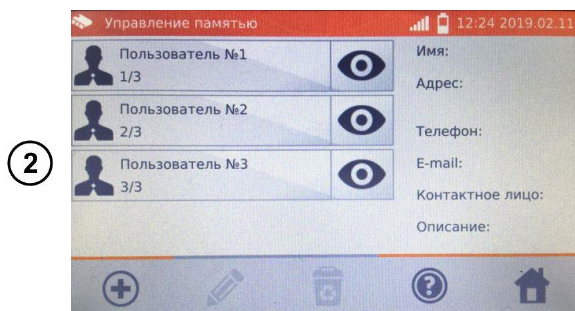 Управление памятью
12:24 2019.02.11
Пользователь №1
1/3
Пользователь №2
2/3
Пользователь №3
3/3
Имя:
Адрес:
Телефон:
E-mail:
Контактное лицо:
Описание:
2